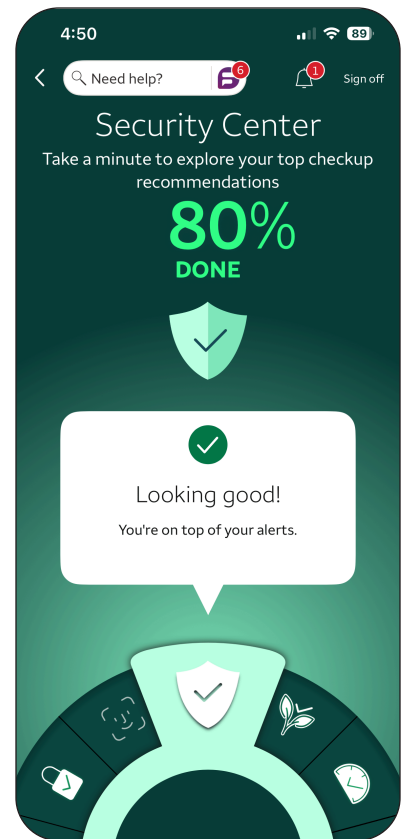 4:50
89
Need help?
6
1
Sign off
Security Center
Take a minute to explore your top checkup
recommendations
80%
DONE
Looking good!
You're on top of your alerts.